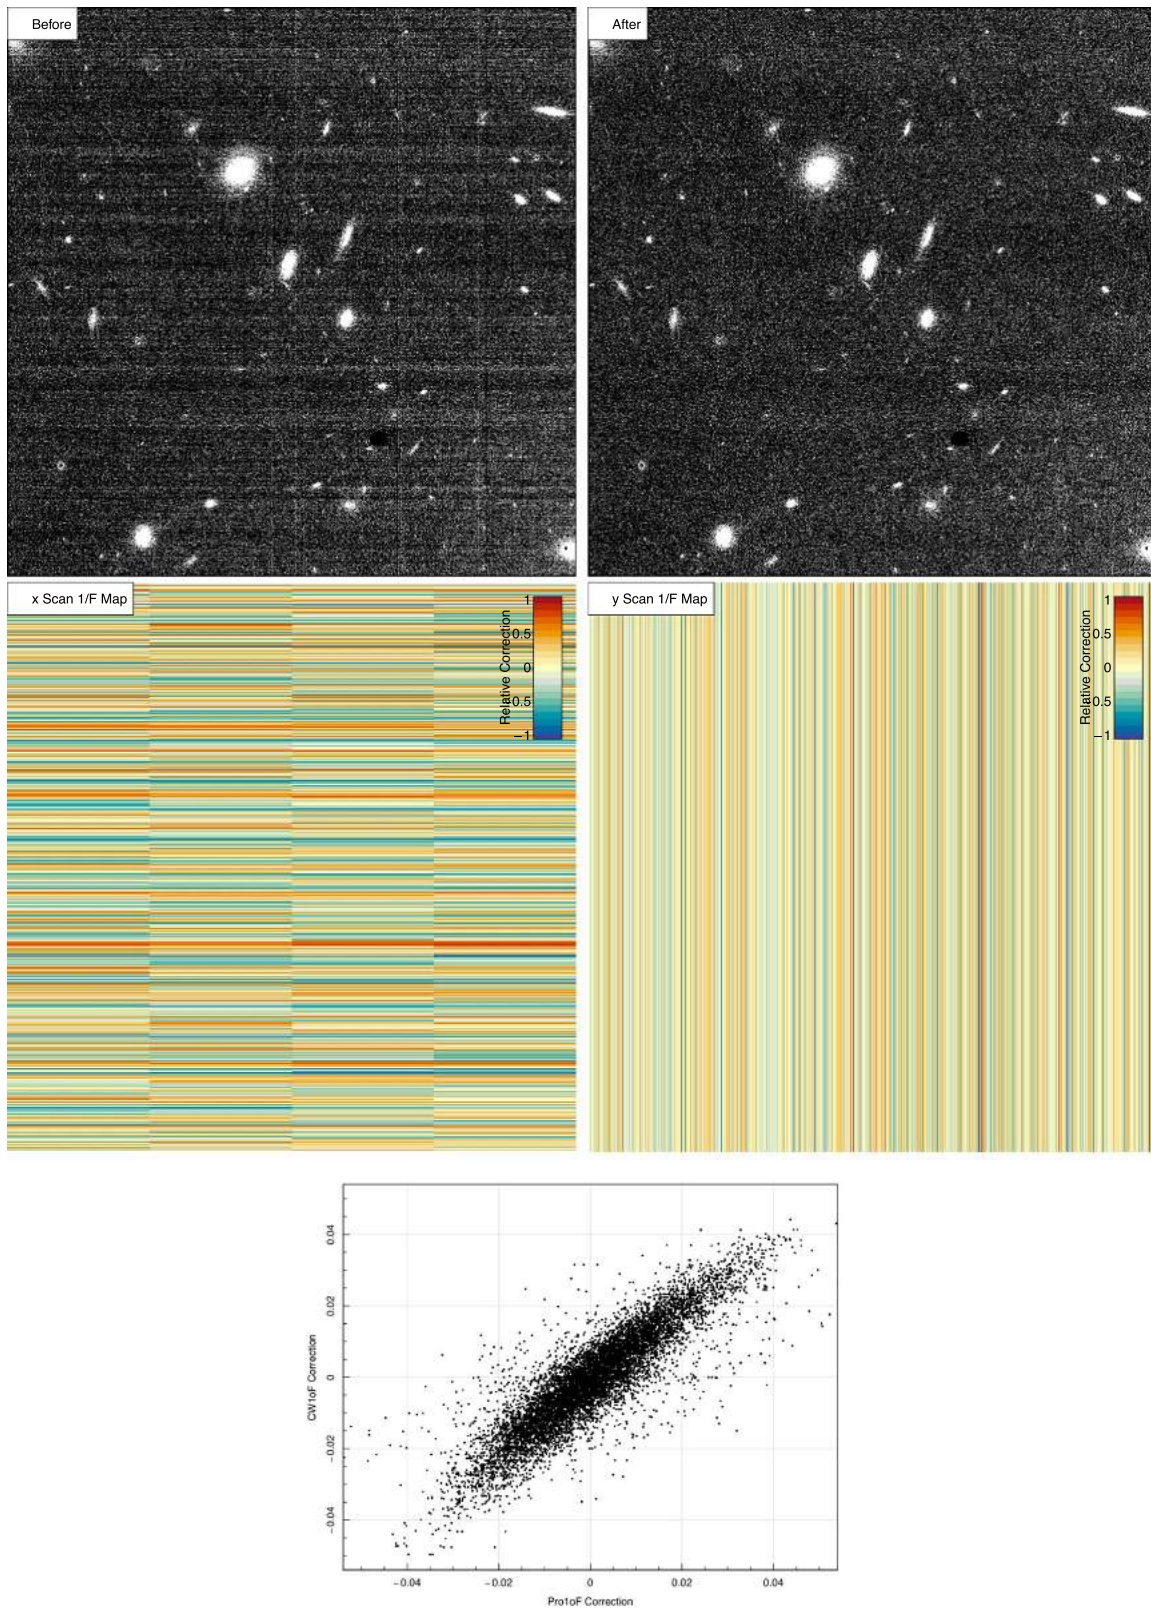 Before
After
x Scan 1/F Map
Relative Correction
1
0.5
0
0.5
−1
y Scan 1/F Map
Relative Correction
1
0.5
0
0.5
−1
CW1oF Correction
0.04
0.02
0
−0.02
−0.04
−0.04
−0.02
0
0.02
0.04
Pro1oF Correction